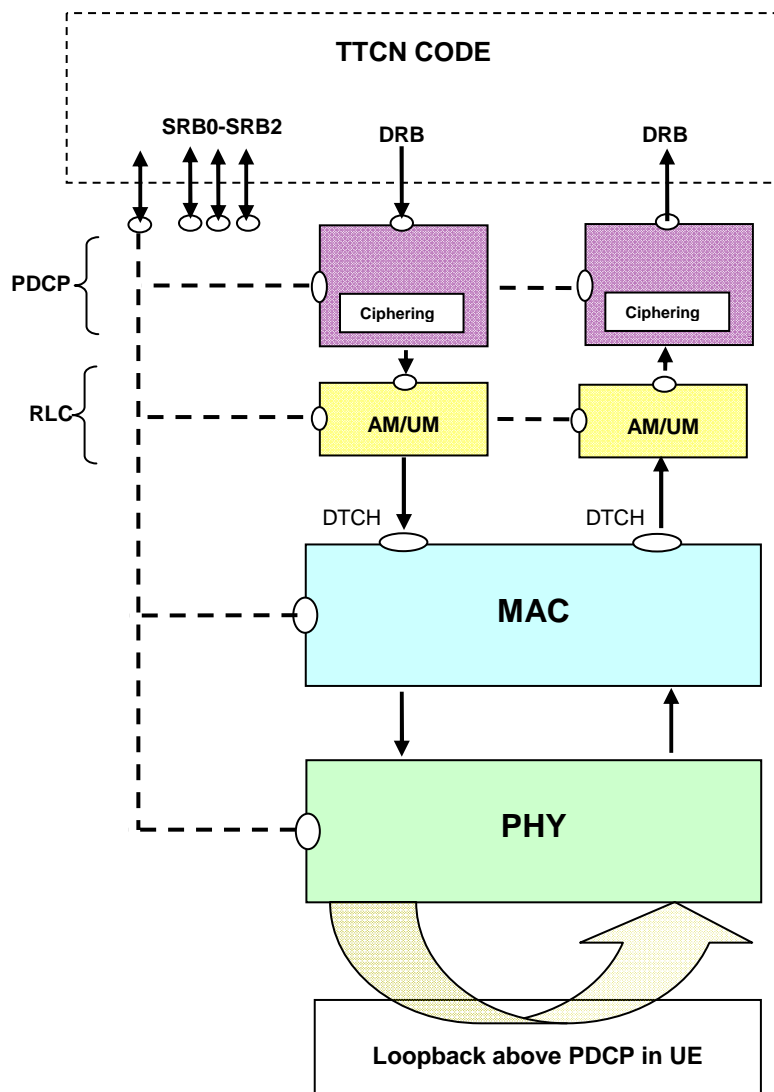 TTCN CODE
SRB0-SRB2
DRB
DRB
PDCP
Ciphering
Ciphering
RLC
AM/UM
AM/UM
DTCH
DTCH
MAC
PHY
Loopback above PDCP in UE